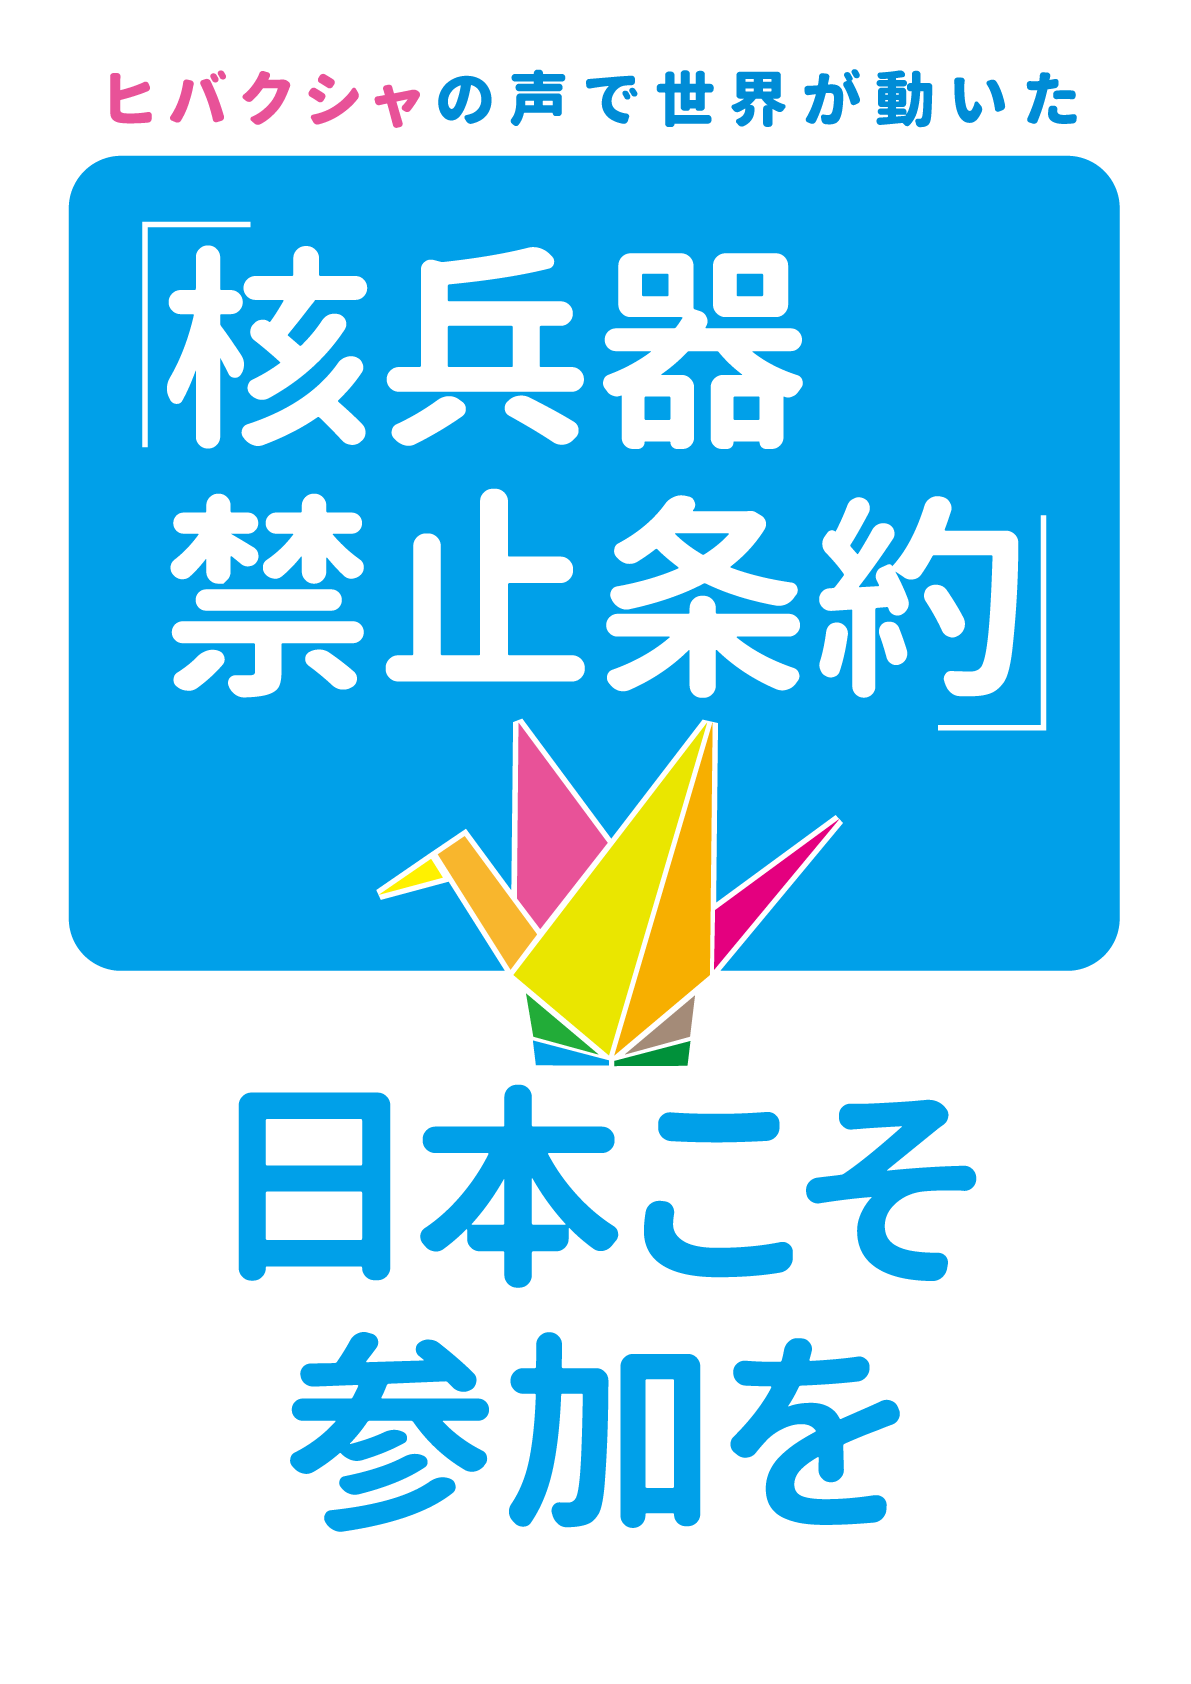 ヒバクシャの声で世界が動いた
「核兵器
禁止条約」
日本こそ
参加を